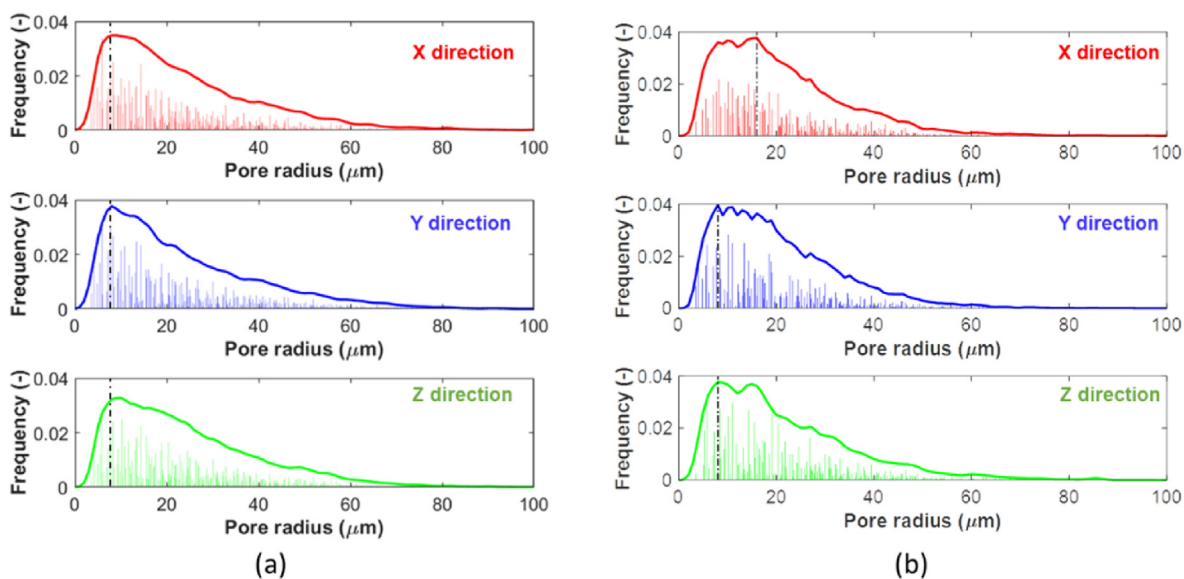 0.04
X direction
Frequency (-)
0.02
0
0 20 40 60 80 100
Pore radius (μm)
0.04
Y direction
Frequency (-)
0.02
0
0 20 40 60 80 100
Pore radius (μm)
0.04
Z direction
Frequency (-)
0.02
0
0 20 40 60 80 100
Pore radius (μm)
(a)
0.04
X direction
Frequency (-)
0.02
0
0 20 40 60 80 100
Pore radius (μm)
0.04
Y direction
Frequency (-)
0.02
0
0 20 40 60 80 100
Pore radius (μm)
0.04
Z direction
Frequency (-)
0.02
0
0 20 40 60 80 100
Pore radius (μm)
(b)